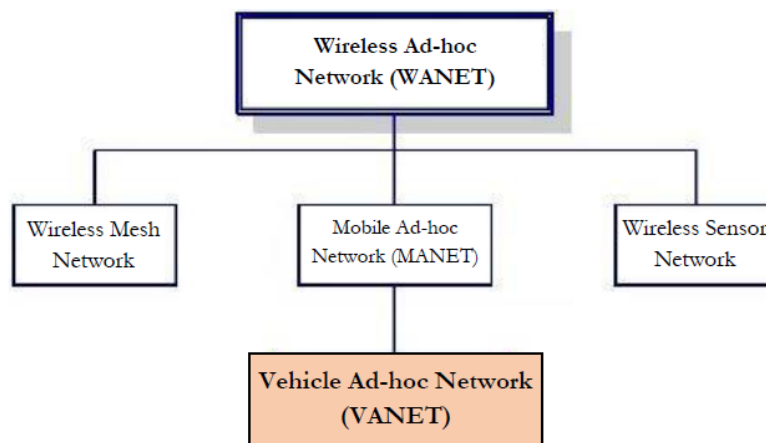 Wireless Ad-hoc
Network (WANET)
Wireless Mesh
Network
Mobile Ad-hoc
Network (MANET)
Wireless Sensor
Network
Vehicle Ad-hoc Network
(VANET)